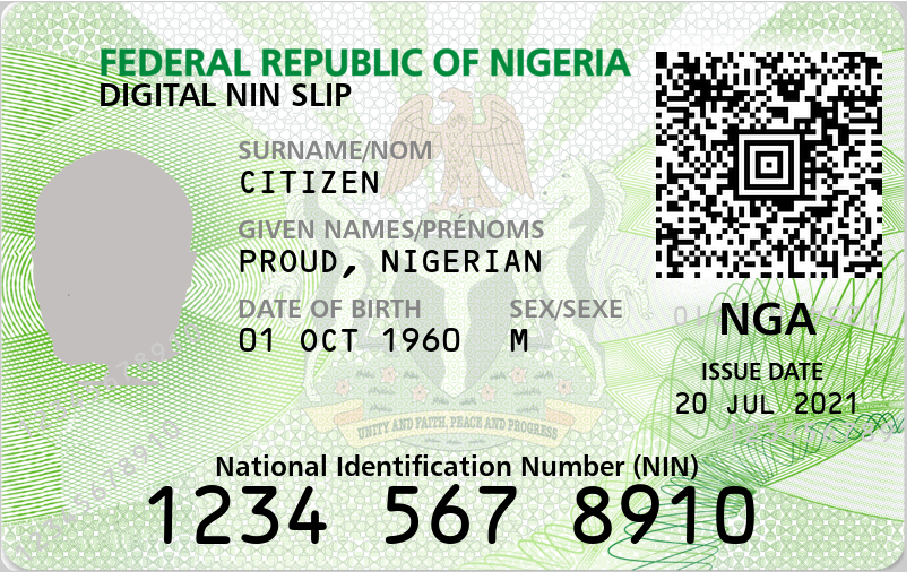 FEDERAL REPUBLIC OF NIGERIA
DIGITAL NIN SLIP
SURNAME/NOM
CITIZEN
GIVEN NAMES/PRÉNOMS
PROUD, NIGERIAN
DATE OF BIRTH SEX/SEXE
01 OCT 1960 M
NGA
ISSUE DATE
20 JUL 2021
UNITY AND FAITH, PEACE AND PROGRESS
National Identification Number (NIN)
1234 567 8910